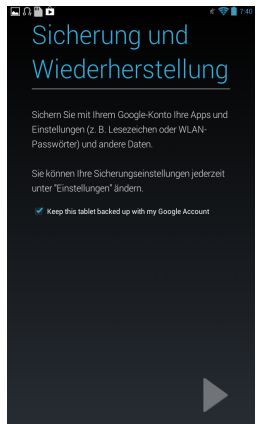 7:40
Sicherung und
Wiederherstellung
Sichern Sie mit Ihrem Google-Konto Ihre Apps und
Einstellungen (z. B. Lesezeichen oder WLAN-
Passwörter) und andere Daten.
Sie können Ihre Sicherungseinstellungen jederzeit
unter "Einstellungen" ändern.
Keep this tablet backed up with my Google Account